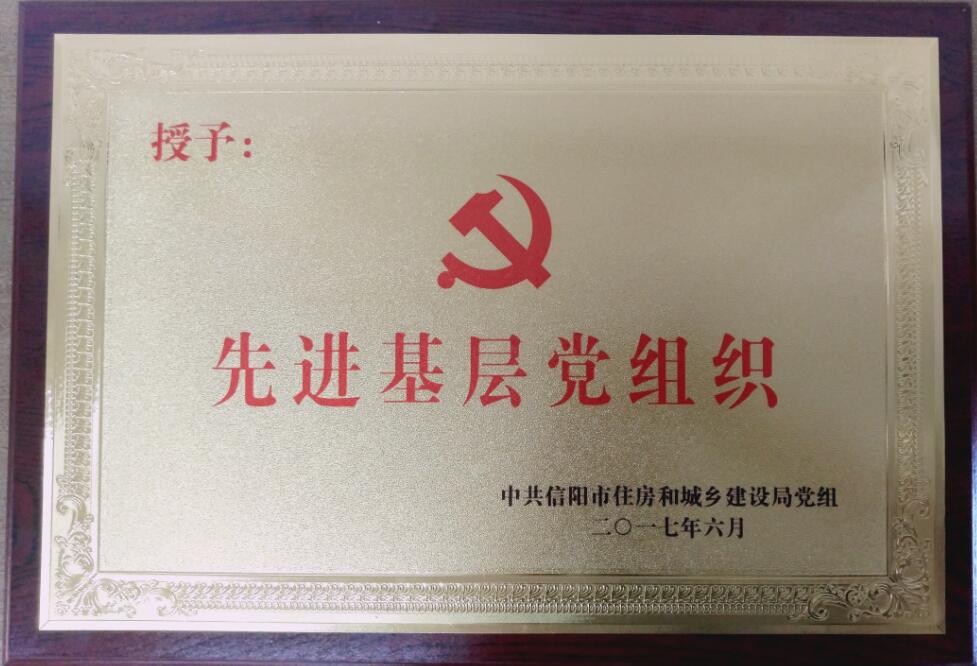 授予：
先进基层党组织
中共信阳市住房和城乡建设局党组
二〇一七年六月